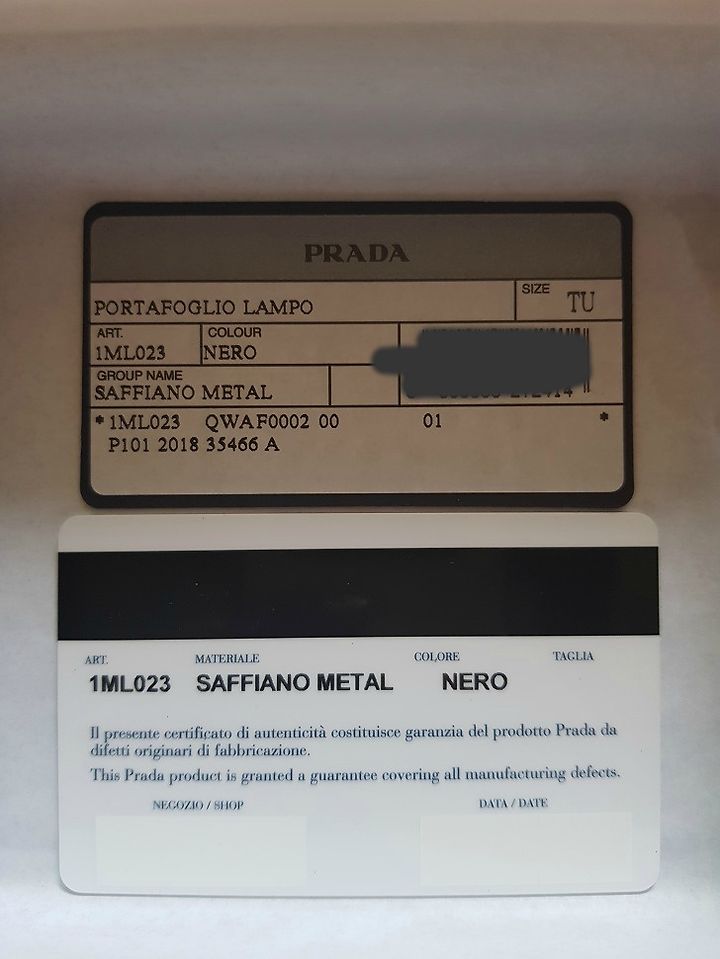 PRADA
PORTAFOGLIO LAMPO
SIZE TU
ART. COLOUR
1ML023 NERO
GROUP NAME
SAFFIANO METAL
* 1ML023 QWAF0002 00 01 *
P101 2018 35466 A
ART. MATERIALE COLORE TAGLIA
1ML023 SAFFIANO METAL NERO
Il presente certificato di autenticità costituisce garanzia del prodotto Prada da
difetti originari di fabbricazione.
This Prada product is granted a guarantee covering all manufacturing defects.
NEGOZIO / SHOP DATA / DATE